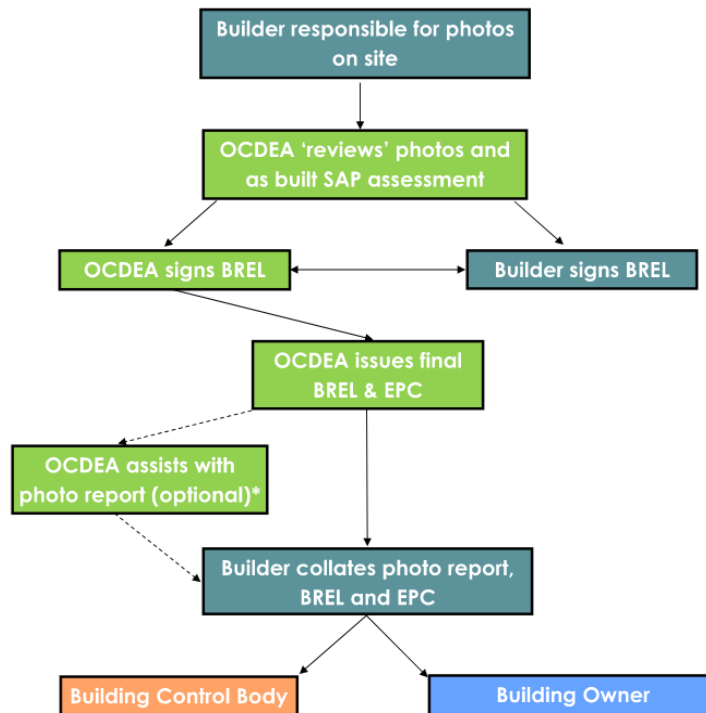 Builder responsible for photos
on site
OCDEA ‘reviews’ photos and
as built SAP assessment
OCDEA signs BREL
Builder signs BREL
OCDEA issues final
BREL & EPC
OCDEA assists with
photo report (optional)*
Builder collates photo report,
BREL and EPC
Building Control Body
Building Owner